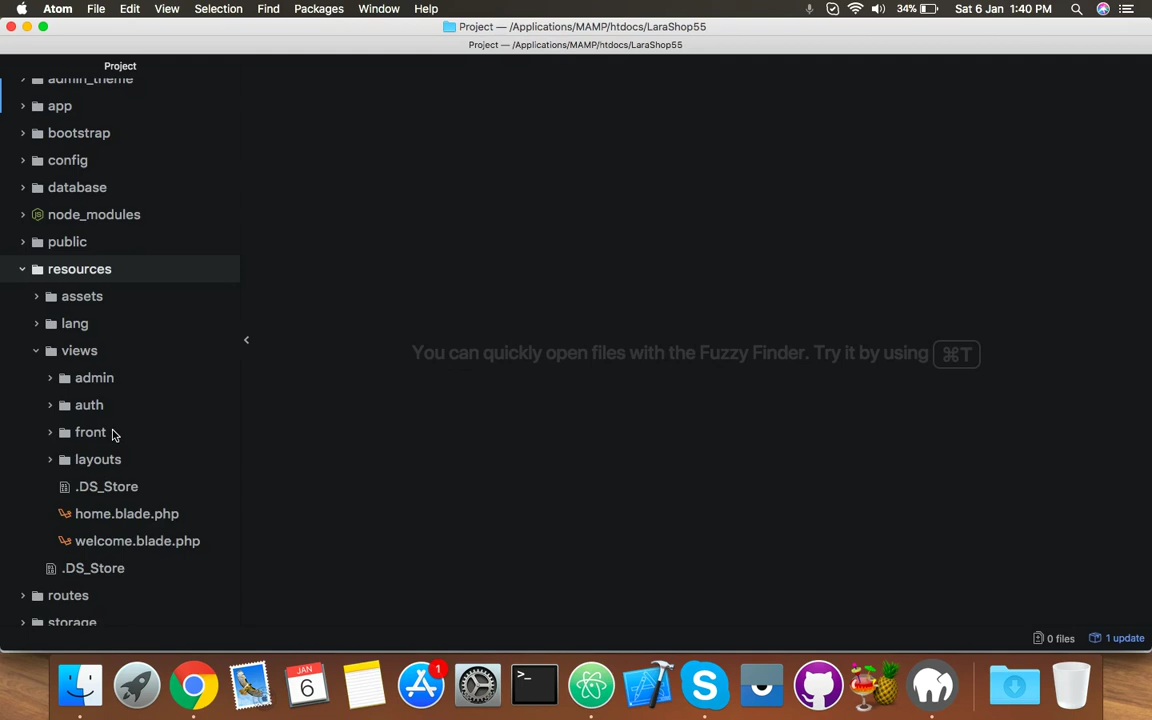 Atom File Edit View Selection Find Packages Window Help 34% Sat 6 Jan 1:40 PM
Project — /Applications/MAMP/htdocs/LaraShop55
Project — /Applications/MAMP/htdocs/LaraShop55
Project
admin_theme
app
bootstrap
config
database
node_modules
public
resources
assets
lang
views
You can quickly open files with the Fuzzy Finder. Try it by using ⌘T
admin
auth
front
layouts
.DS_Store
home.blade.php
welcome.blade.php
.DS_Store
routes
storage
0 files 1 update
JAN
6
1